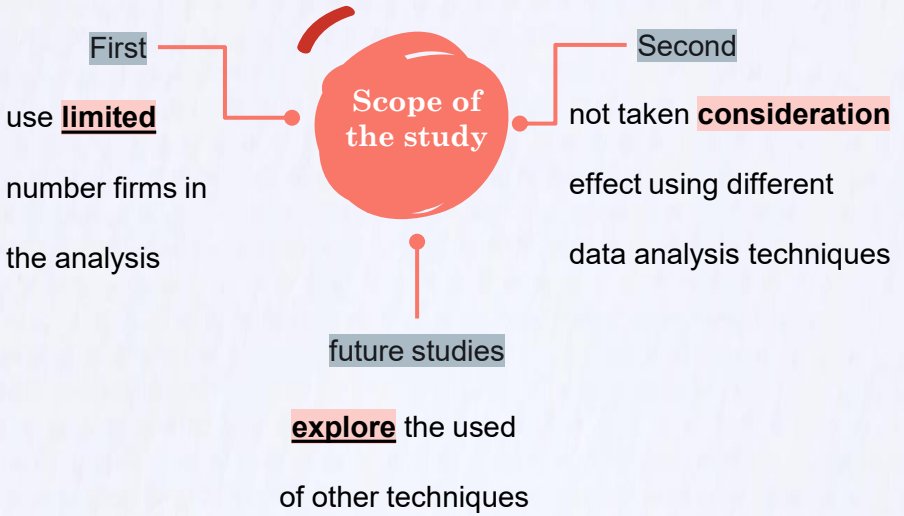 Scope of
the study
First
use limited
number firms in
the analysis
Second
not taken consideration
effect using different
data analysis techniques
future studies
explore the used
of other techniques